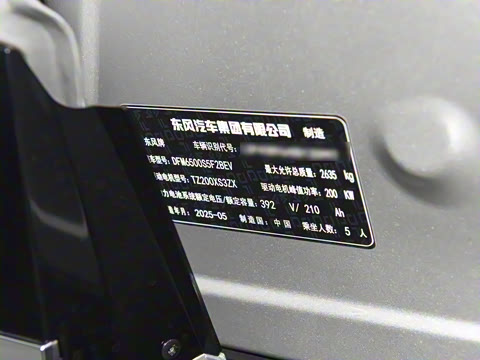 东风汽车集团有限公司 制造
东风牌 车辆识别代号:
车型号: DFM6500S5F2BEV 最大允许总质量: 2635 kg
动电机型号: TZ200XS3ZX 驱动电机峰值功率: 200 KW
力电池系统额定电压/额定容量: 392 V/ 210 Ah
造年月: 2025-05 制造国: 中国 乘坐人数: 5 人